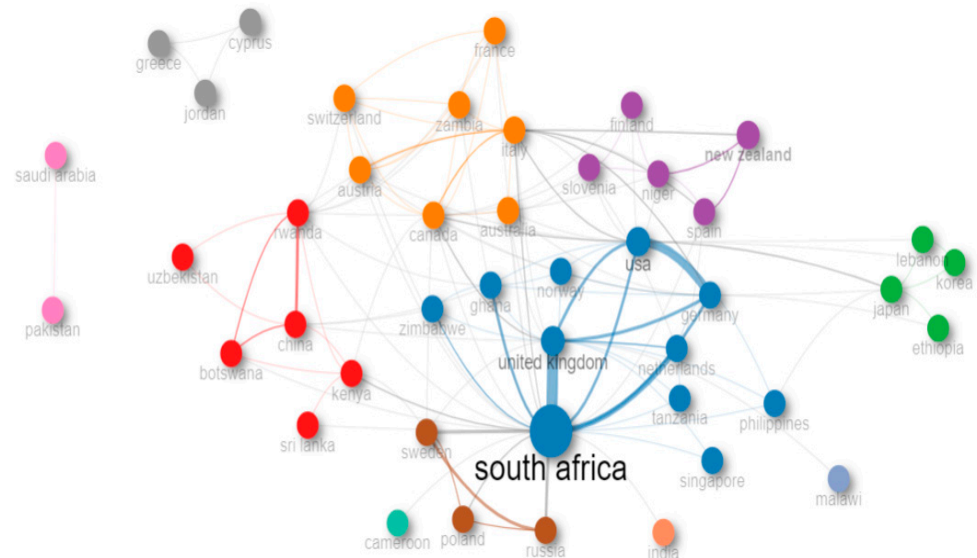 cyprus
greece
france
jordan
switzerland
zambia
finland
italy
new zealand
saudi arabia
austria
slovenia
niger
rwanda
canada
australia
spain
usa
lebanon
uzbekistan
korea
ghana
norway
japan
germany
pakistan
zimbabwe
ethiopia
china
united kingdom
botswana
netherlands
kenya
tanzania
philippines
sri lanka
sweden
south africa
singapore
malawi
cameroon
poland
russia
india